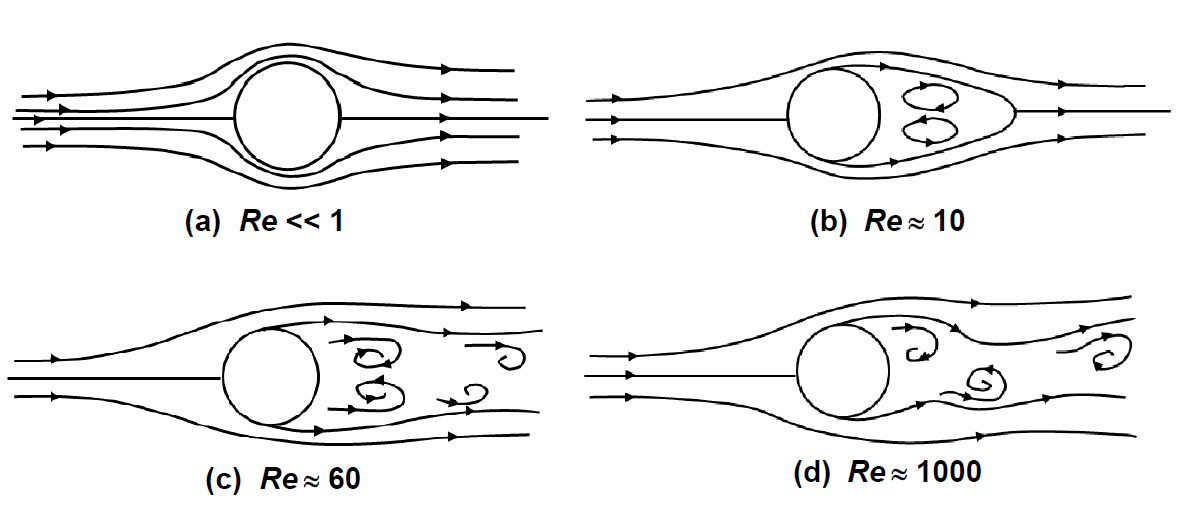 (a) Re << 1
(b) Re ≈ 10
(c) Re ≈ 60
(d) Re ≈ 1000